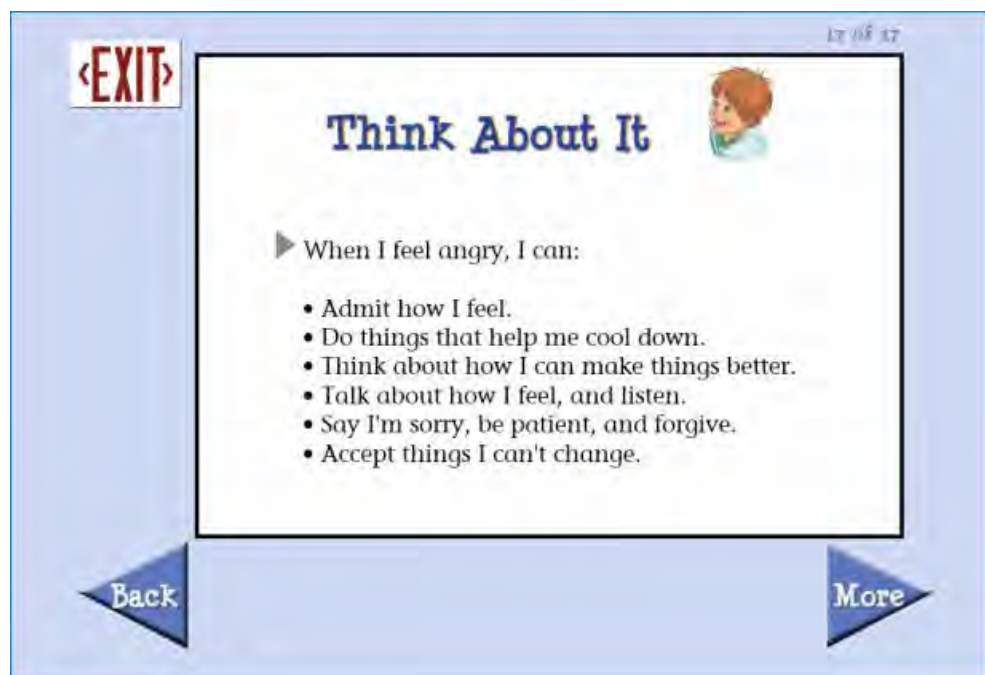 17 of 17
<EXIT>
Think About It
When I feel angry, I can:
• Admit how I feel.
• Do things that help me cool down.
• Think about how I can make things better.
• Talk about how I feel, and listen.
• Say I'm sorry, be patient, and forgive.
• Accept things I can't change.
Back
More